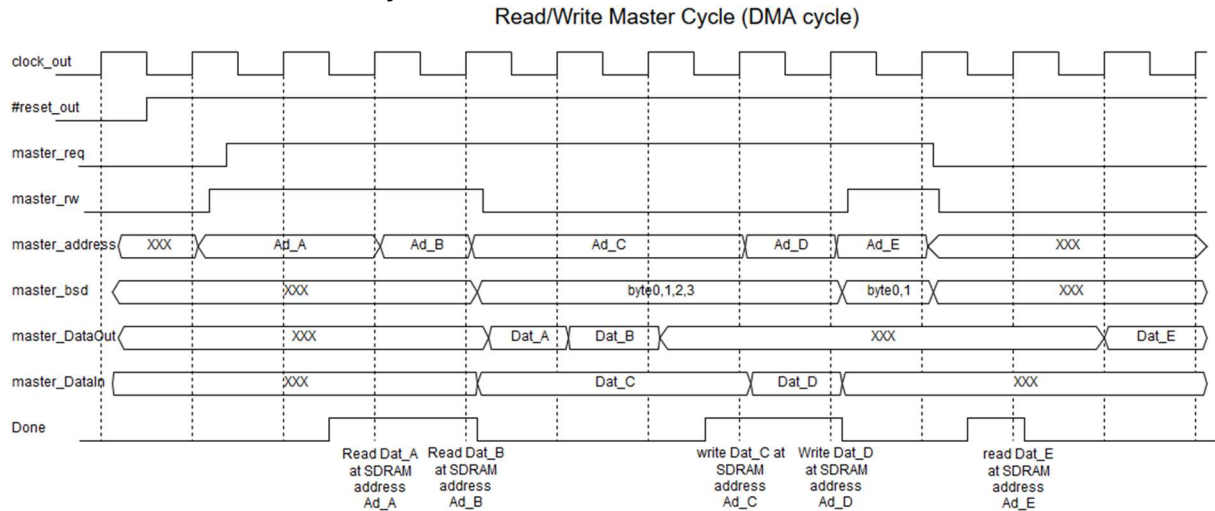 Read/Write Master Cycle (DMA cycle)
clock_out
#reset_out
master_req
master_rw
master_address XXX Ad_A Ad_B Ad_C Ad_D Ad_E XXX
master_bsd XXX byte0,1,2,3 byte0,1 XXX
master_DataOut XXX Dat_A Dat_B XXX Dat_E
master_DataIn XXX Dat_C Dat_D XXX
Done
Read Dat_A Read Dat_B write Dat_C at Write Dat_D read Dat_E
at SDRAM at SDRAM SDRAM at SDRAM at SDRAM
address address address address address
Ad_A Ad_B Ad_C Ad_D Ad_E